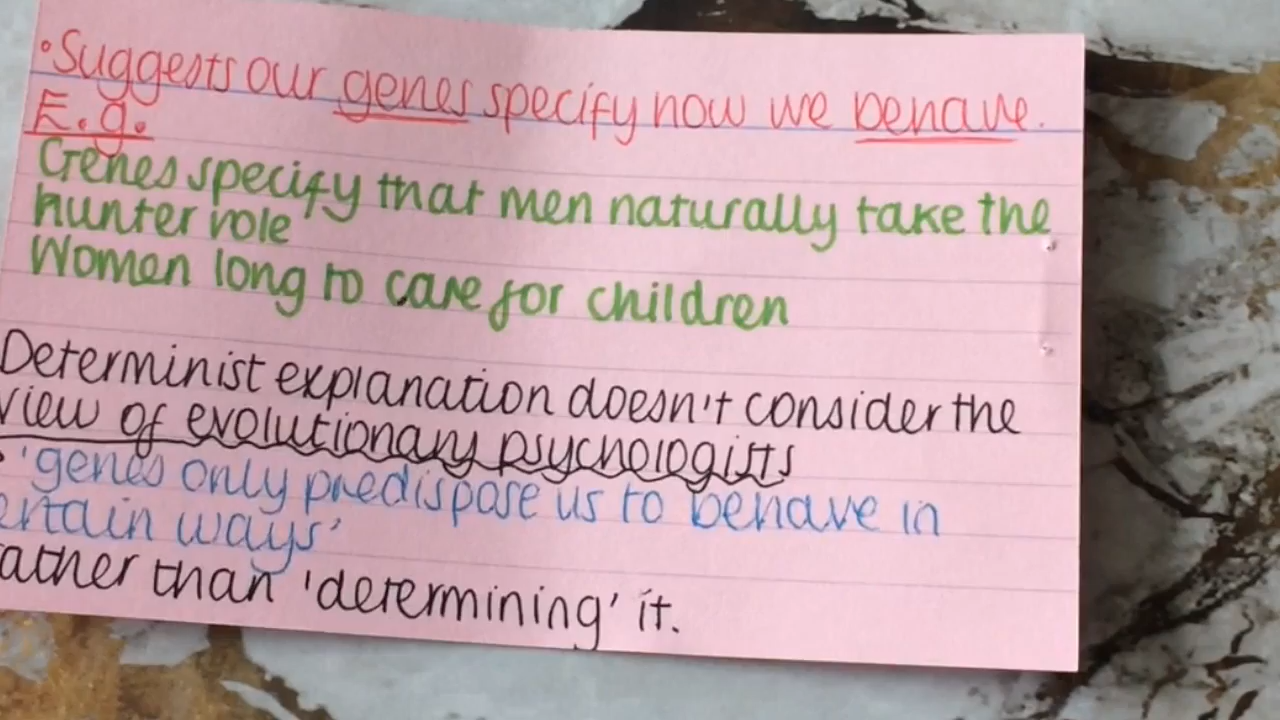 •Suggests our genes specify how we behave.
E.g.
Genes specify that men naturally take the
hunter role
Women long to care for children
Determinist explanation doesn't consider the
view of evolutionary psychologists
'genes only predispose us to behave in
ertain ways'
ather than 'determining' it.